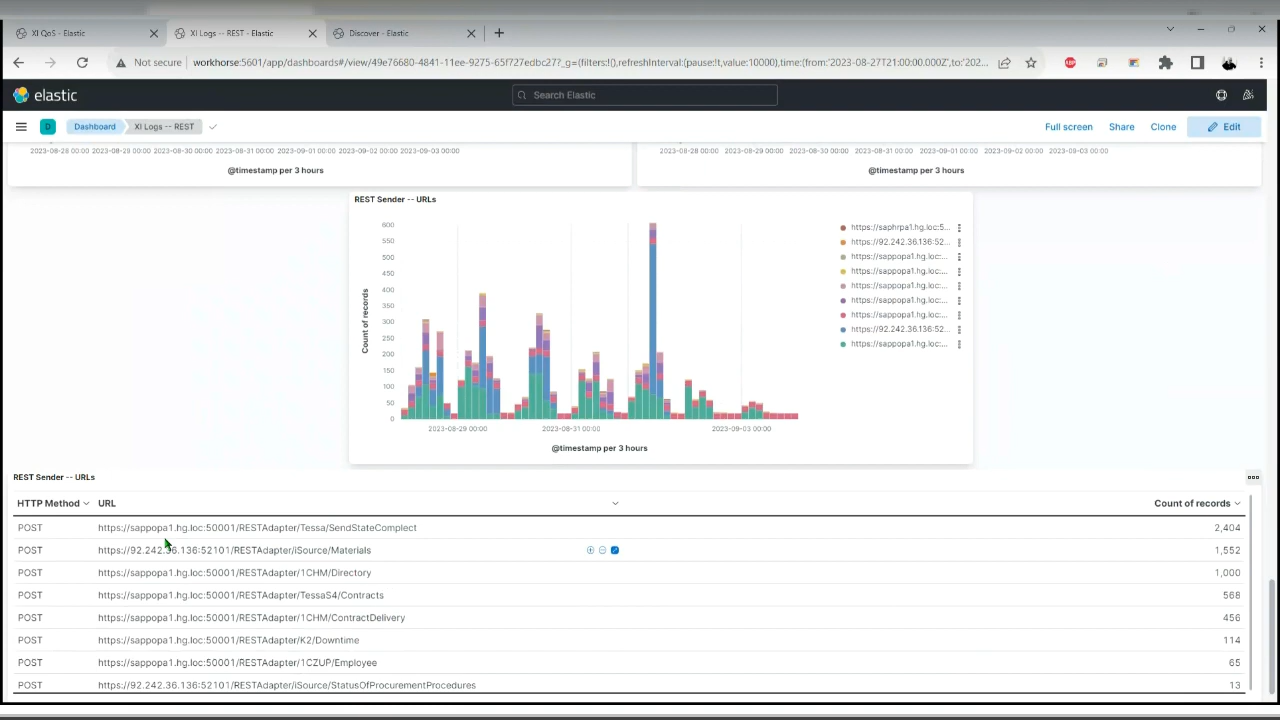 XI QoS - Elastic
XI Logs -- REST - Elastic
Discover - Elastic
Not secure
workhorse:5601/app/dashboards#/view/49e76680-4841-11ee-9275-65f727edbc27?_g=(filters:!(),refreshInterval:(pause:!t,value:10000),time:(from:'2023-08-27T21:00:00.000Z',to:'202...
ABP
elastic
Search Elastic
D
Dashboard
XI Logs -- REST
Full screen
Share
Clone
Edit
2023-08-28 00:00 2023-08-29 00:00 2023-08-30 00:00 2023-08-31 00:00 2023-09-01 00:00 2023-09-02 00:00 2023-09-03 00:00
2023-08-28 00:00 2023-08-29 00:00 2023-08-30 00:00 2023-08-31 00:00 2023-09-01 00:00 2023-09-02 00:00 2023-09-03 00:00
@timestamp per 3 hours
@timestamp per 3 hours
REST Sender -- URLs
Count of records
600
550
500
450
400
350
300
250
200
150
100
50
0
2023-08-29 00:00
2023-08-31 00:00
2023-09-03 00:00
@timestamp per 3 hours
https://saphrpa1.hg.loc:5...
https://92.242.36.136:52...
https://sappopa1.hg.loc:...
https://sappopa1.hg.loc:...
https://sappopa1.hg.loc:...
https://sappopa1.hg.loc:...
https://sappopa1.hg.loc:...
https://92.242.36.136:52...
https://sappopa1.hg.loc:...
REST Sender -- URLs
HTTP Method URL Count of records
POST https://sappopa1.hg.loc:50001/RESTAdapter/Tessa/SendStateComplect 2,404
POST https://92.242.36.136:52101/RESTAdapter/iSource/Materials 1,552
POST https://sappopa1.hg.loc:50001/RESTAdapter/1CHM/Directory 1,000
POST https://sappopa1.hg.loc:50001/RESTAdapter/TessaS4/Contracts 568
POST https://sappopa1.hg.loc:50001/RESTAdapter/1CHM/ContractDelivery 456
POST https://sappopa1.hg.loc:50001/RESTAdapter/K2/Downtime 114
POST https://sappopa1.hg.loc:50001/RESTAdapter/1CZUP/Employee 65
POST https://92.242.36.136:52101/RESTAdapter/iSource/StatusOfProcurementProcedures 13